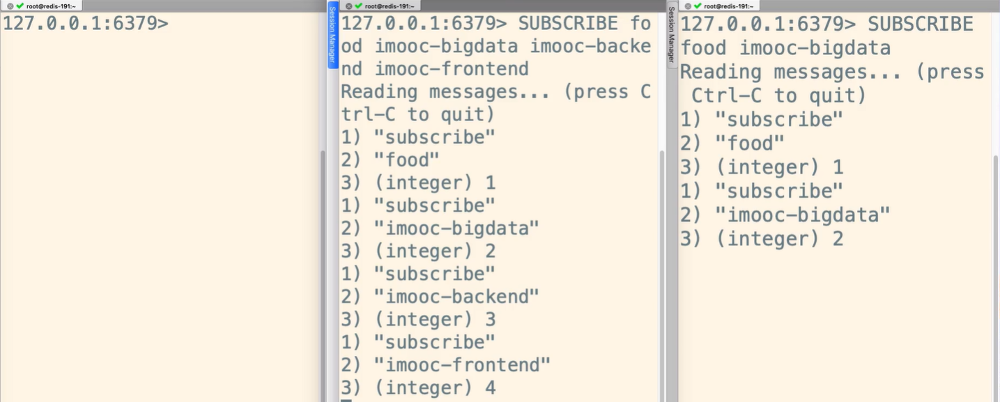 root@redis-191:~
127.0.0.1:6379>
Session Manager
root@redis-191:~
127.0.0.1:6379> SUBSCRIBE fo
od imooc-bigdata imooc-backe
nd imooc-frontend
Reading messages... (press C
trl-C to quit)
1) "subscribe"
2) "food"
3) (integer) 1
1) "subscribe"
2) "imooc-bigdata"
3) (integer) 2
1) "subscribe"
2) "imooc-backend"
3) (integer) 3
1) "subscribe"
2) "imooc-frontend"
3) (integer) 4
Session Manager
root@redis-191:~
127.0.0.1:6379> SUBSCRIBE
food imooc-bigdata
Reading messages... (press
Ctrl-C to quit)
1) "subscribe"
2) "food"
3) (integer) 1
1) "subscribe"
2) "imooc-bigdata"
3) (integer) 2